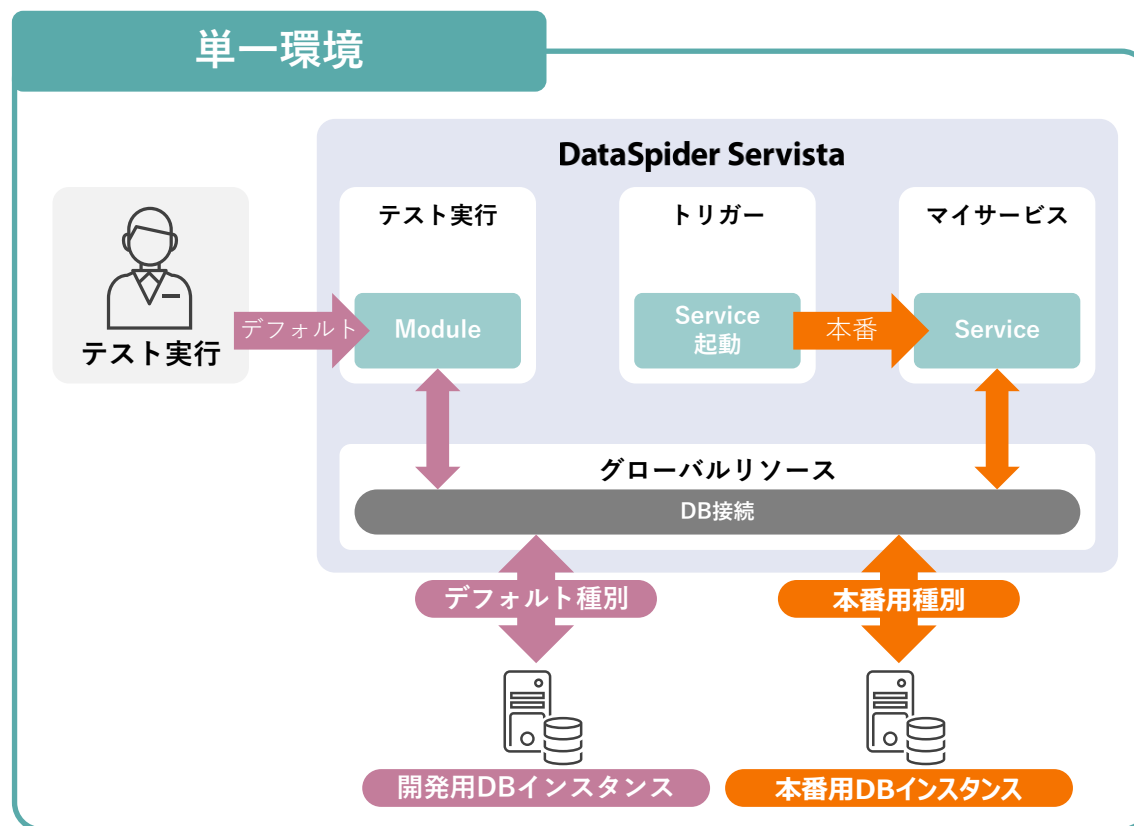 単一環境
DataSpider Servista
テスト実行
トリガー
マイサービス
テスト実行
デフォルト
Module
Service
起動
本番
Service
グローバルリソース
DB接続
デフォルト種別
本番用種別
開発用DBインスタンス
本番用DBインスタンス